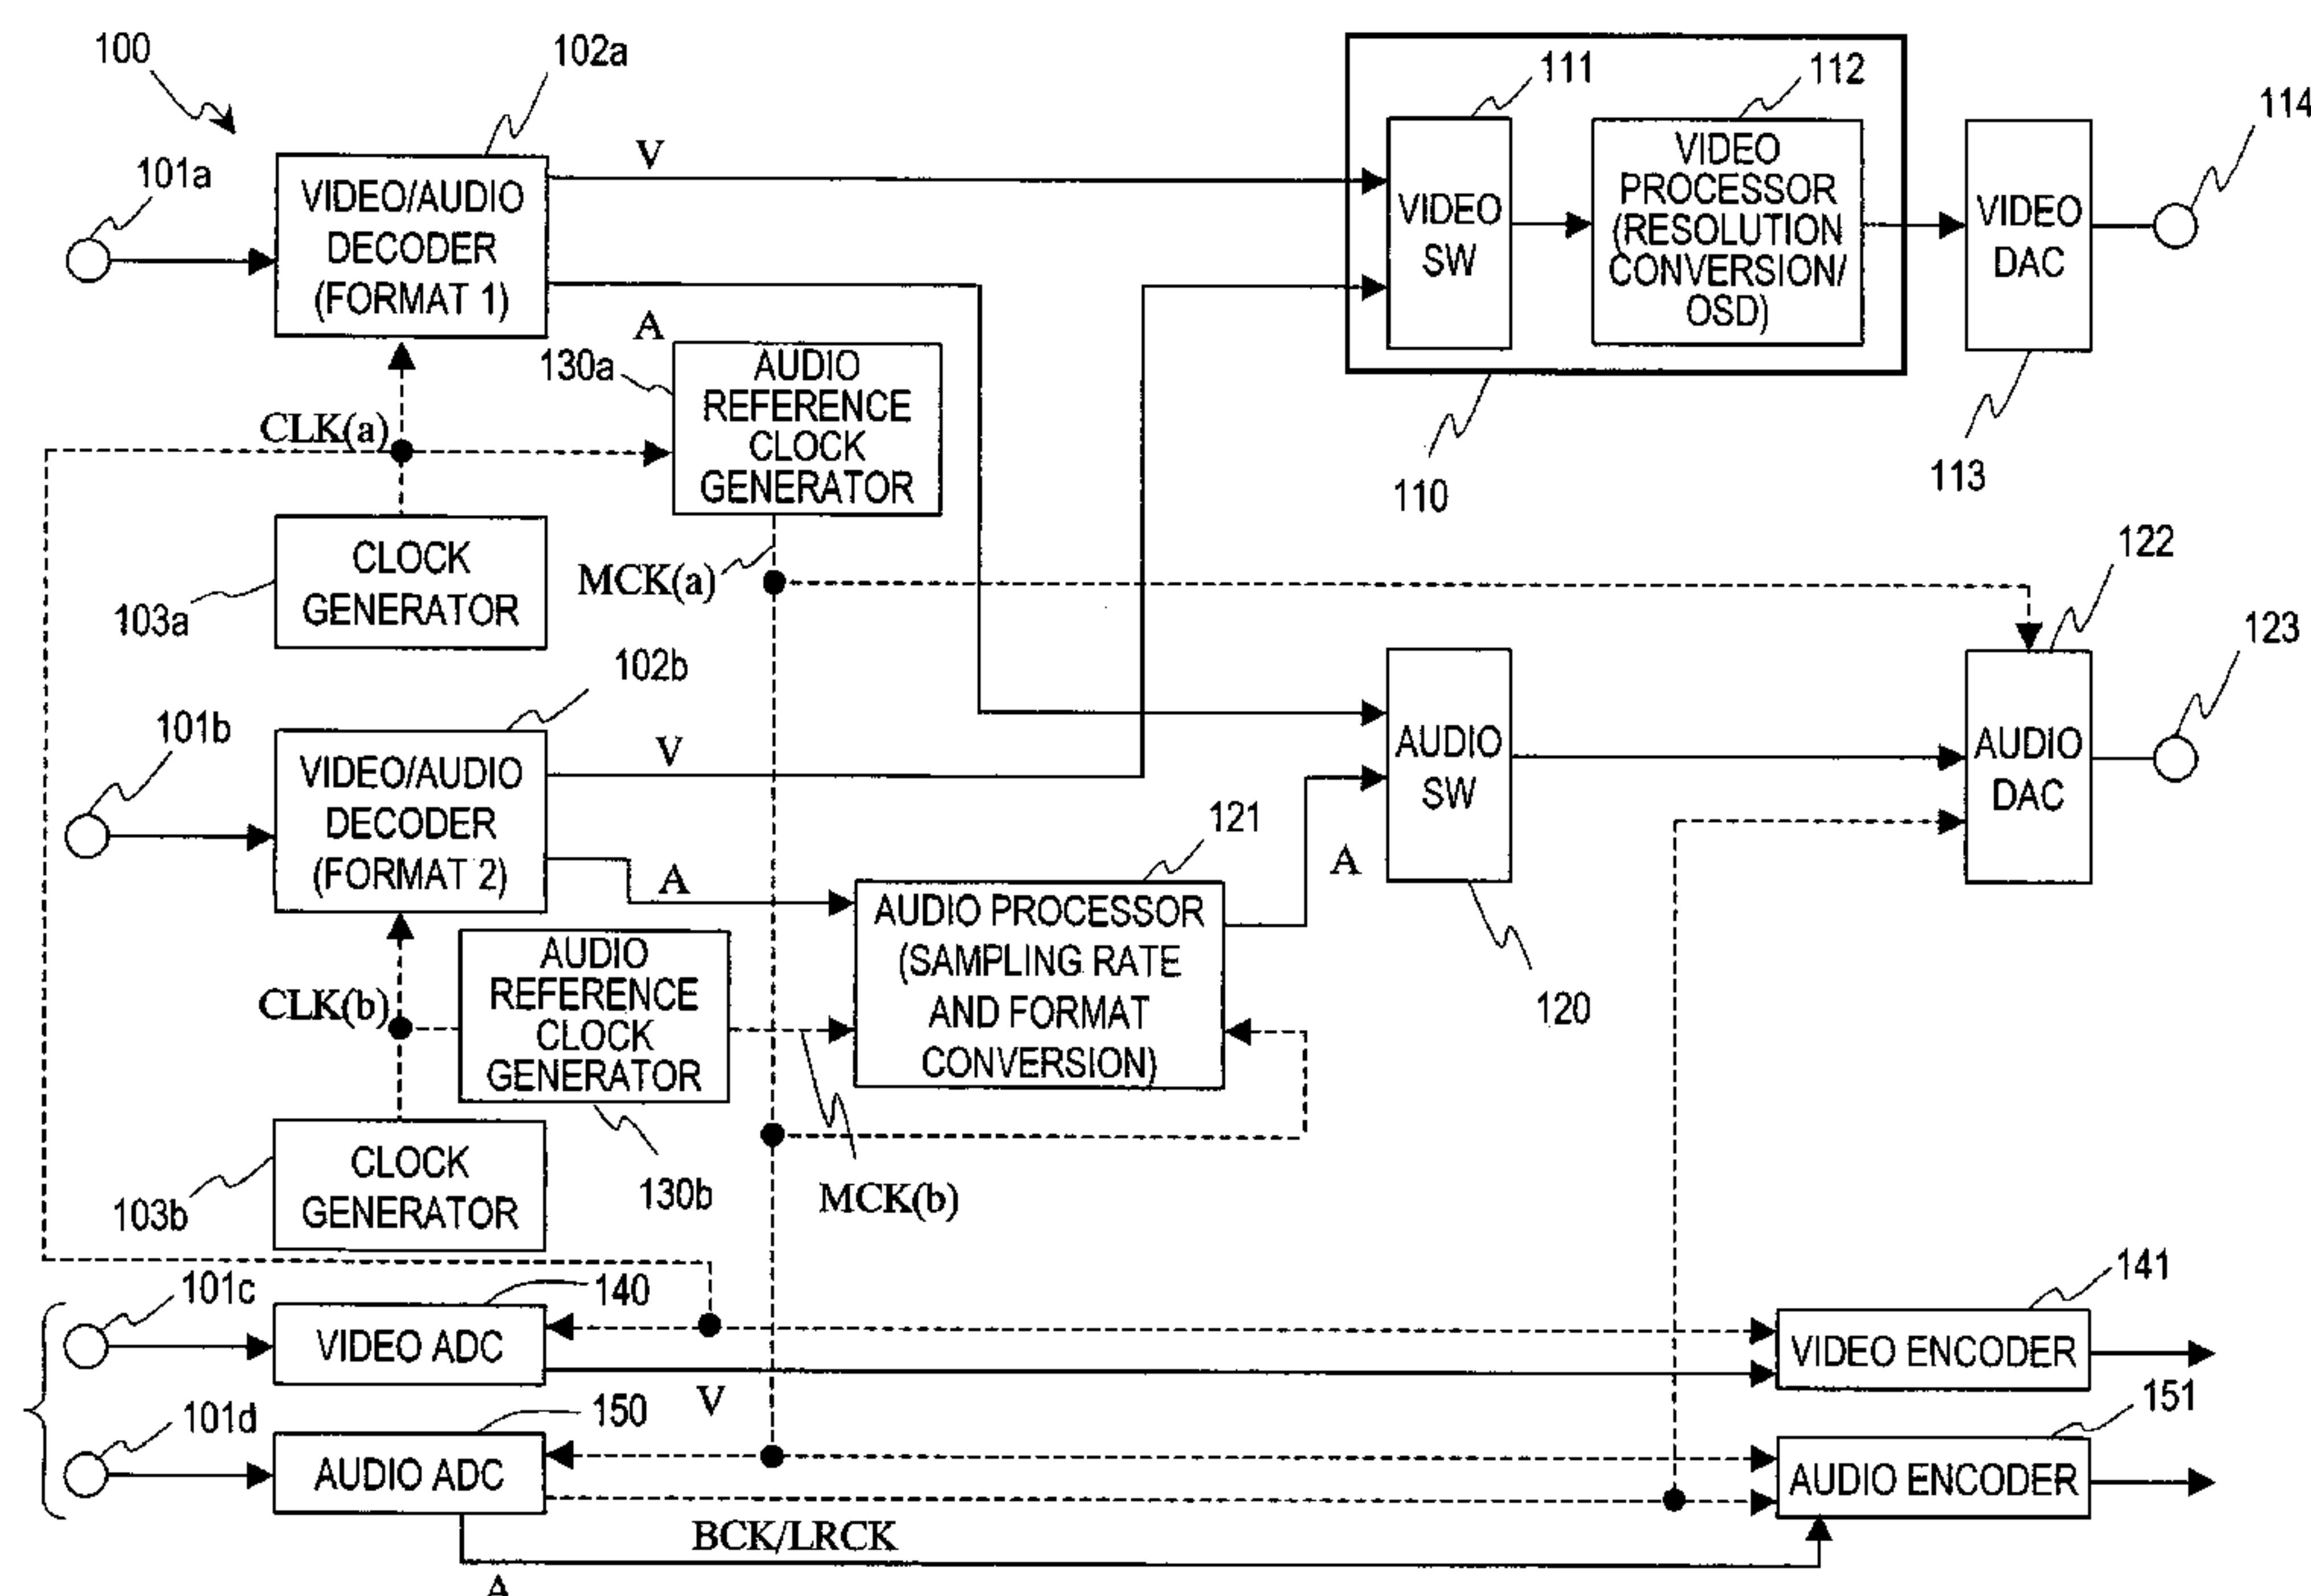 100
102a
111
112
114
101a
VIDEO/AUDIO
DECODER
(FORMAT 1)
V
A
VIDEO
SW
VIDEO
PROCESSOR
(RESOLUTION
CONVERSION/
OSD)
VIDEO
DAC
130a
AUDIO
REFERENCE
CLOCK
GENERATOR
CLK(a)
110
113
103a
CLOCK
GENERATOR
MCK(a)
122
123
102b
101b
VIDEO/AUDIO
DECODER
(FORMAT 2)
V
A
AUDIO
SW
AUDIO
DAC
121
A
AUDIO PROCESSOR
(SAMPLING RATE
AND FORMAT
CONVERSION)
120
CLK(b)
AUDIO
REFERENCE
CLOCK
GENERATOR
130b
MCK(b)
103b
CLOCK
GENERATOR
101c
140
VIDEO ADC
V
141
VIDEO ENCODER
101d
150
AUDIO ADC
151
AUDIO ENCODER
BCK/LRCK
A